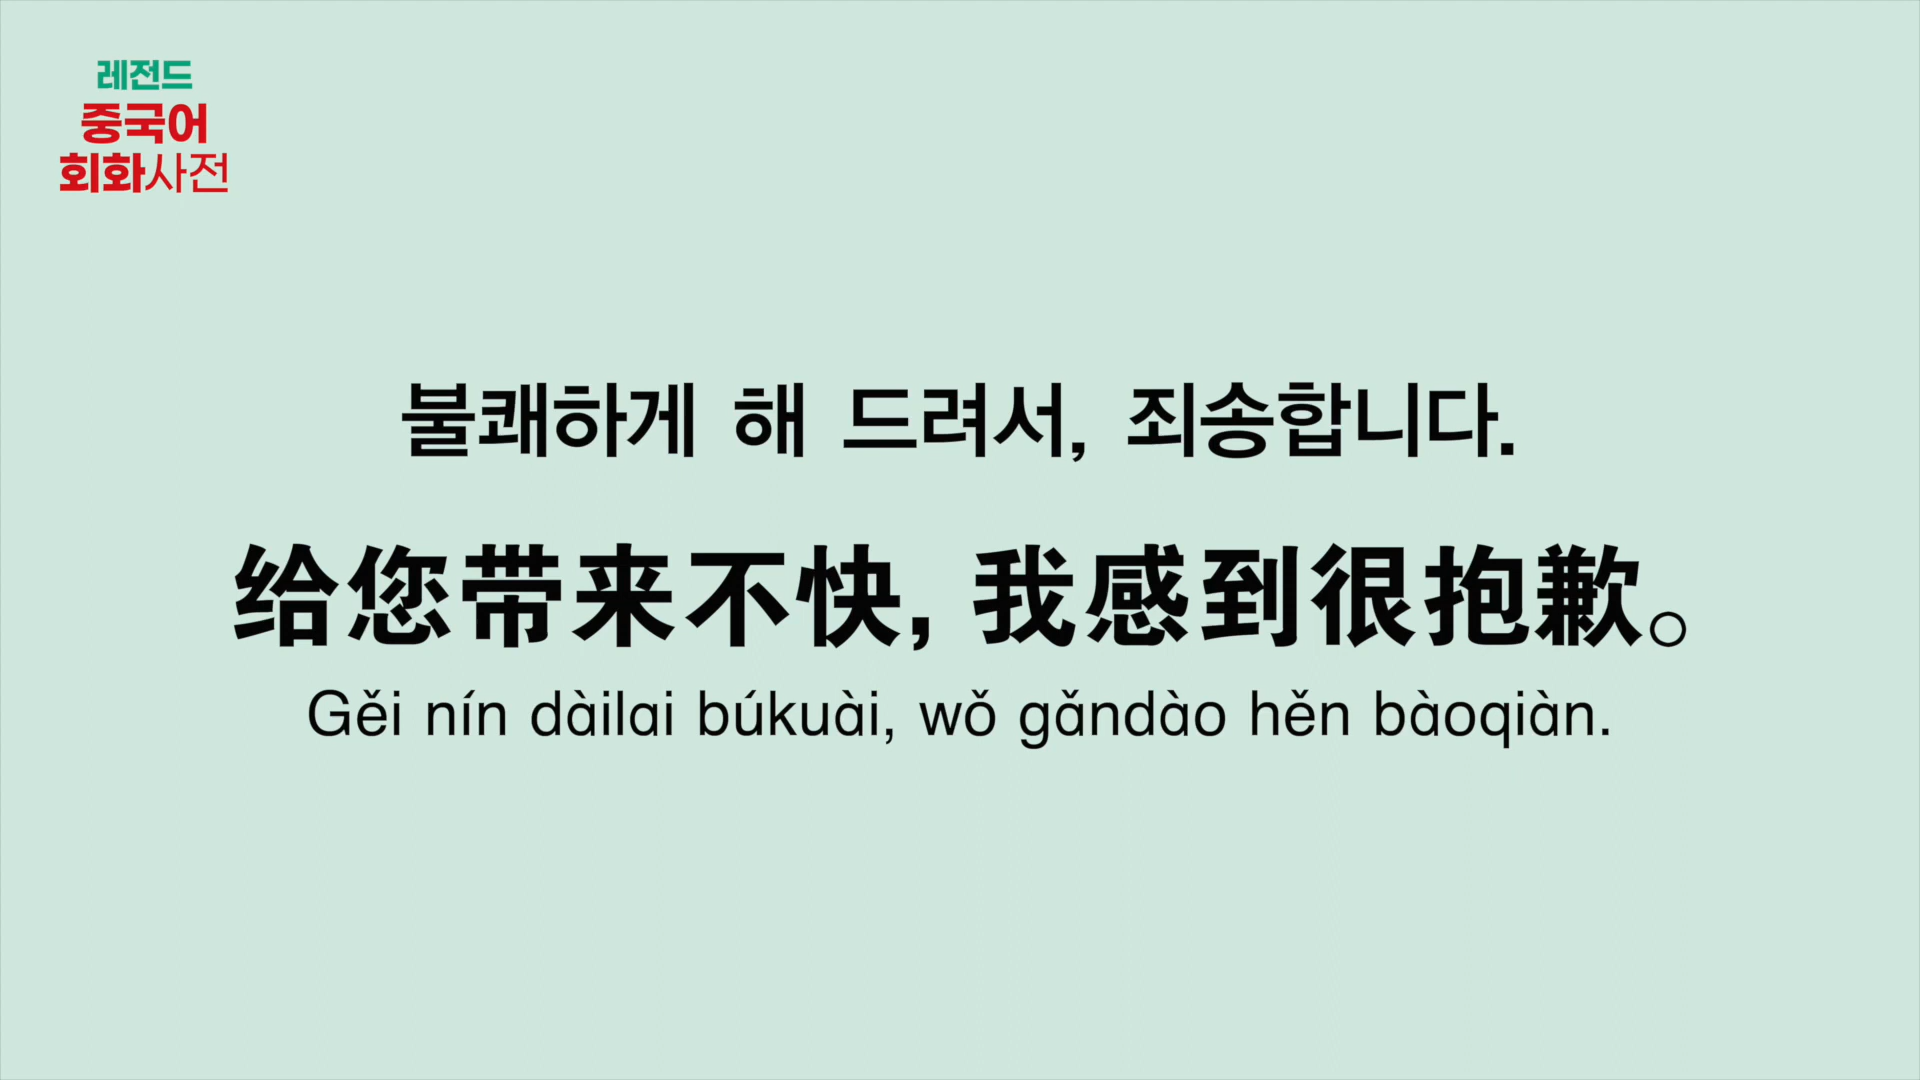 레전드
중국어
회화사전
불쾌하게 해 드려서, 죄송합니다.
给您带来不快, 我感到很抱歉。
Gěi nín dàilai búkuài, wǒ gǎndào hěn bàoqiàn.